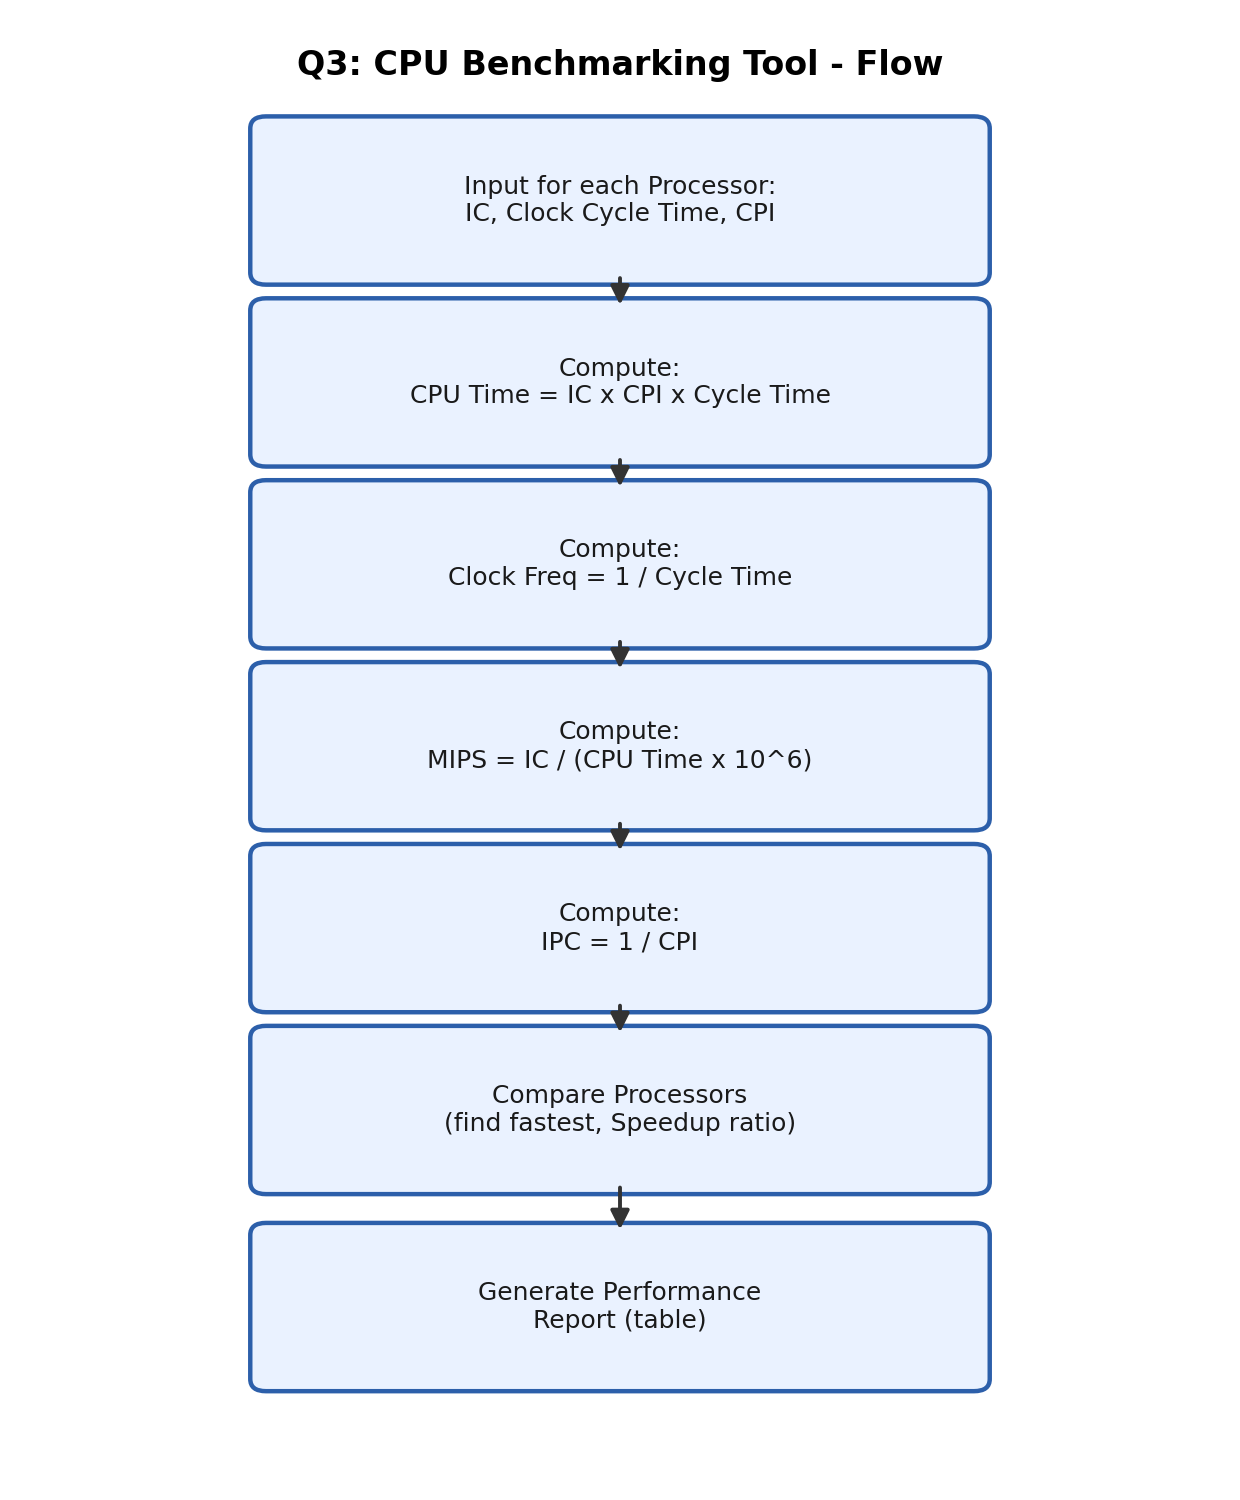 Q3: CPU Benchmarking Tool - Flow
Input for each Processor:
IC, Clock Cycle Time, CPI
Compute:
CPU Time = IC x CPI x Cycle Time
Compute:
Clock Freq = 1 / Cycle Time
Compute:
MIPS = IC / (CPU Time x 10^6)
Compute:
IPC = 1 / CPI
Compare Processors
(find fastest, Speedup ratio)
Generate Performance
Report (table)